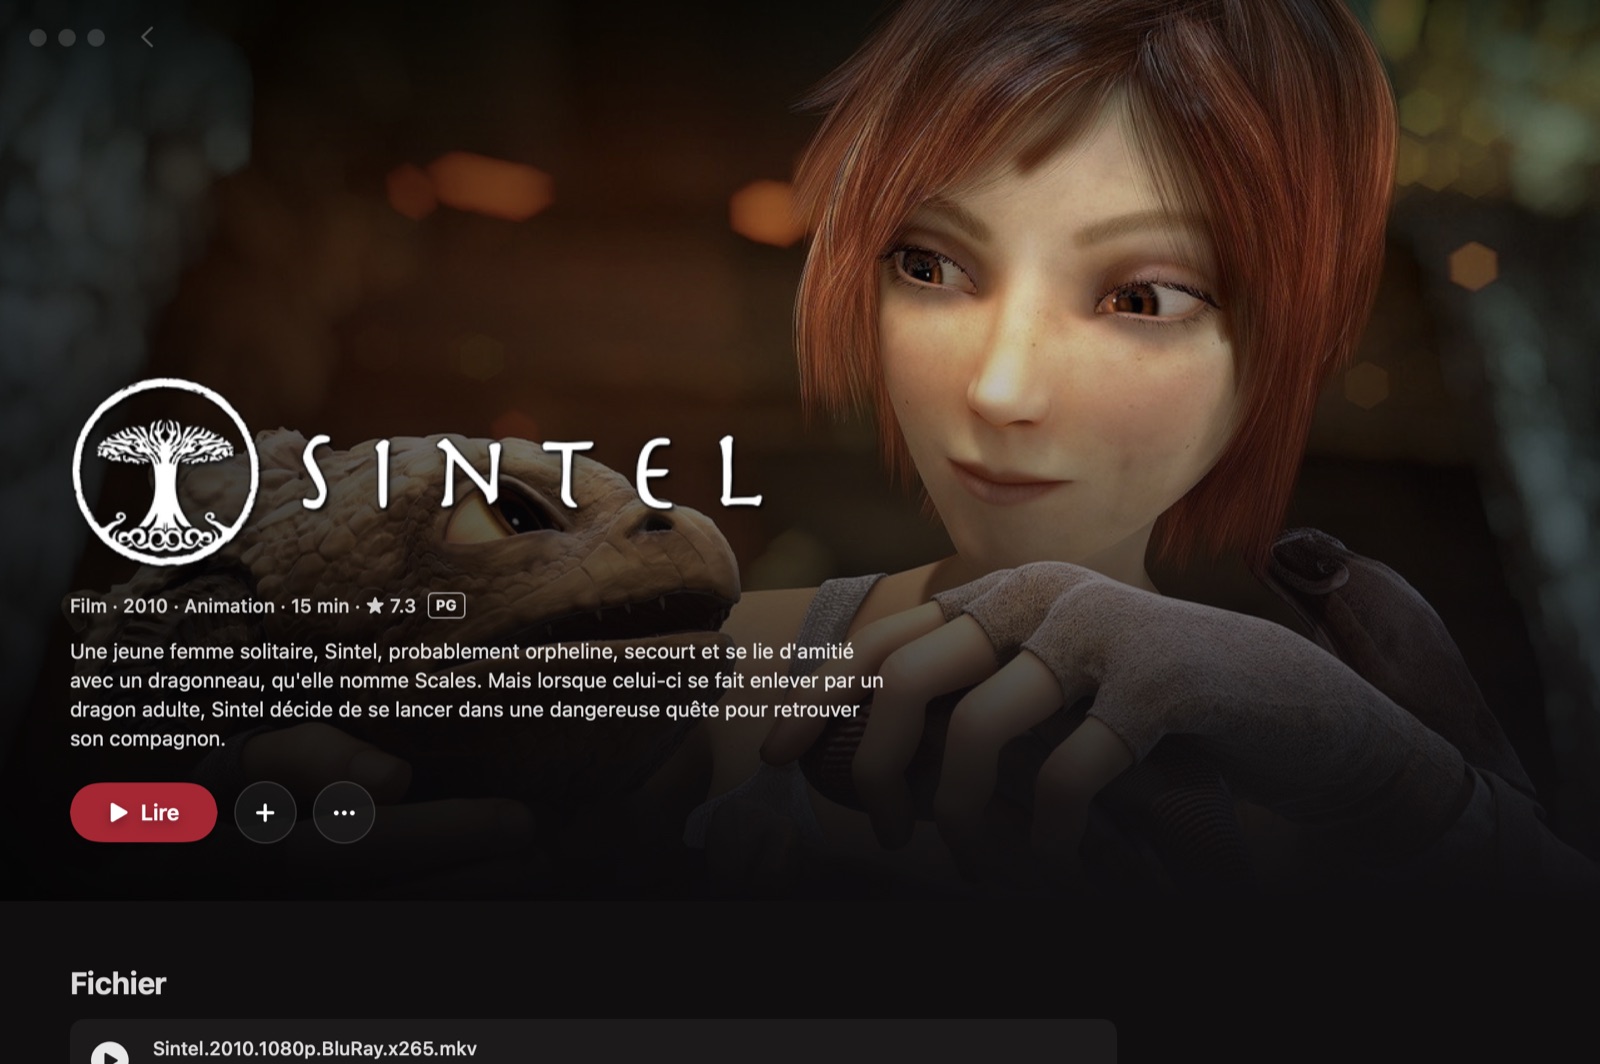 SINTEL
Film · 2010 · Animation · 15 min · ★ 7.3 PG
Une jeune femme solitaire, Sintel, probablement orpheline, secourt et se lie d'amitié
avec un dragonneau, qu'elle nomme Scales. Mais lorsque celui-ci se fait enlever par un
dragon adulte, Sintel décide de se lancer dans une dangereuse quête pour retrouver
son compagnon.
Lire
Fichier
Sintel.2010.1080p.BluRay.x265.mkv